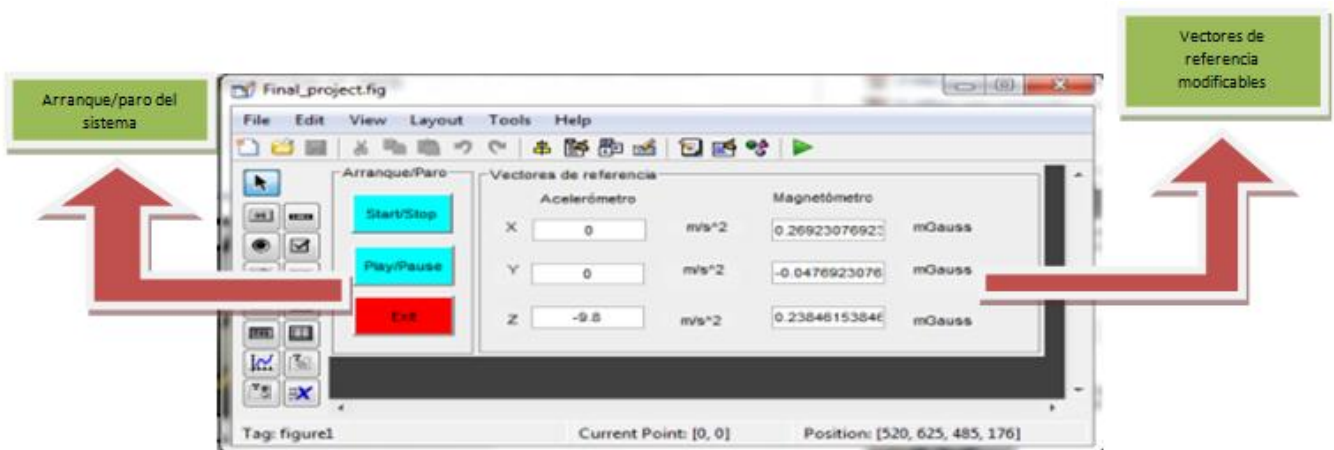 Vectores de
referencia
modificables
Arranque/paro del
sistema
Final_project.fig
File Edit View Layout Tools Help
Arranque/Paro
Vectores de referencia
Acelerómetro Magnetómetro
Start/Stop
X 0 m/s^2 0.26923076923 mGauss
Play/Pause
Y 0 m/s^2 -0.0476923076 mGauss
Exit
Z -9.8 m/s^2 0.23846153846 mGauss
Tag: figure1 Current Point: [0, 0] Position: [520, 625, 485, 176]